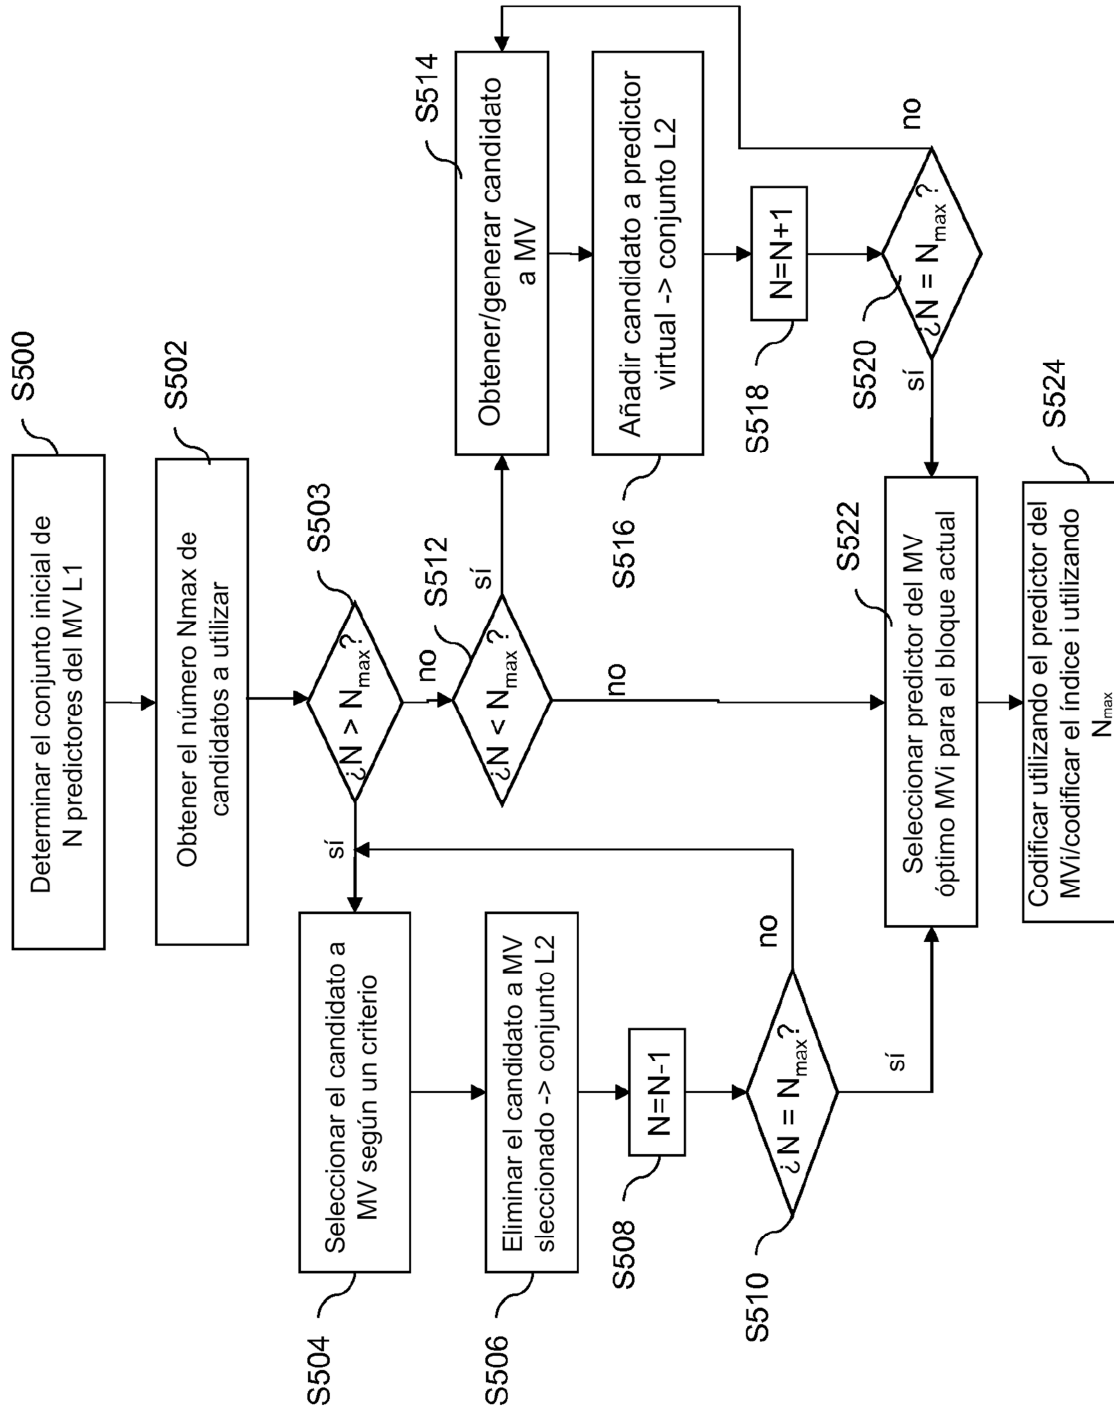 S500
Determinar el conjunto inicial de
N predictores del MV L1
S502
Obtener el número Nmax de
candidatos a utilizar
S503
¿N > Nmax?
sí
no
S504
Seleccionar el candidato a
MV según un criterio
S506
Eliminar el candidato a MV
sleccionado -> conjunto L2
S508
N=N-1
S510
¿N = Nmax?
no
sí
S512
¿N < Nmax?
sí
no
S514
Obtener/generar candidato
a MV
S516
Añadir candidato a predictor
virtual -> conjunto L2
S518
N=N+1
S520
¿N = Nmax?
no
sí
S522
Seleccionar predictor del MV
óptimo MVi para el bloque actual
S524
Codificar utilizando el predictor del
MVi/codificar el índice i utilizando
Nmax